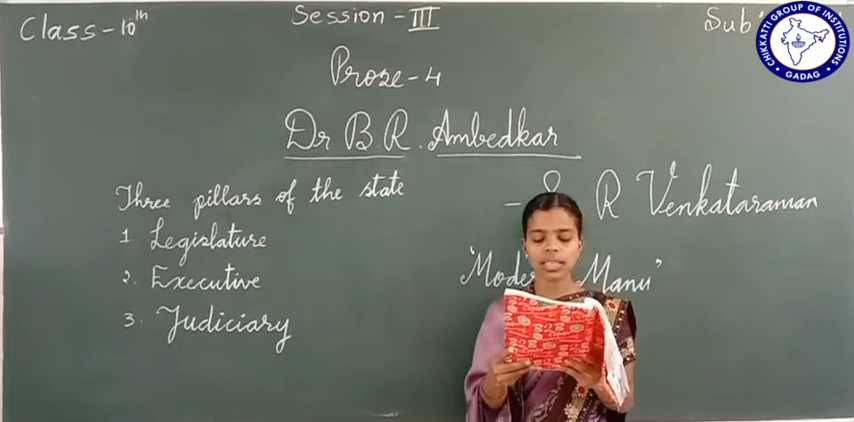 Class - 10th
Session - III
Sub
CHIKKATTI GROUP OF INSTITUTIONS
GADAG
Prose - 4
Dr B. R. Ambedkar
- R Venkataraman
Three pillars of the state
1. Legislature
2. Executive
3. Judiciary
Manu"